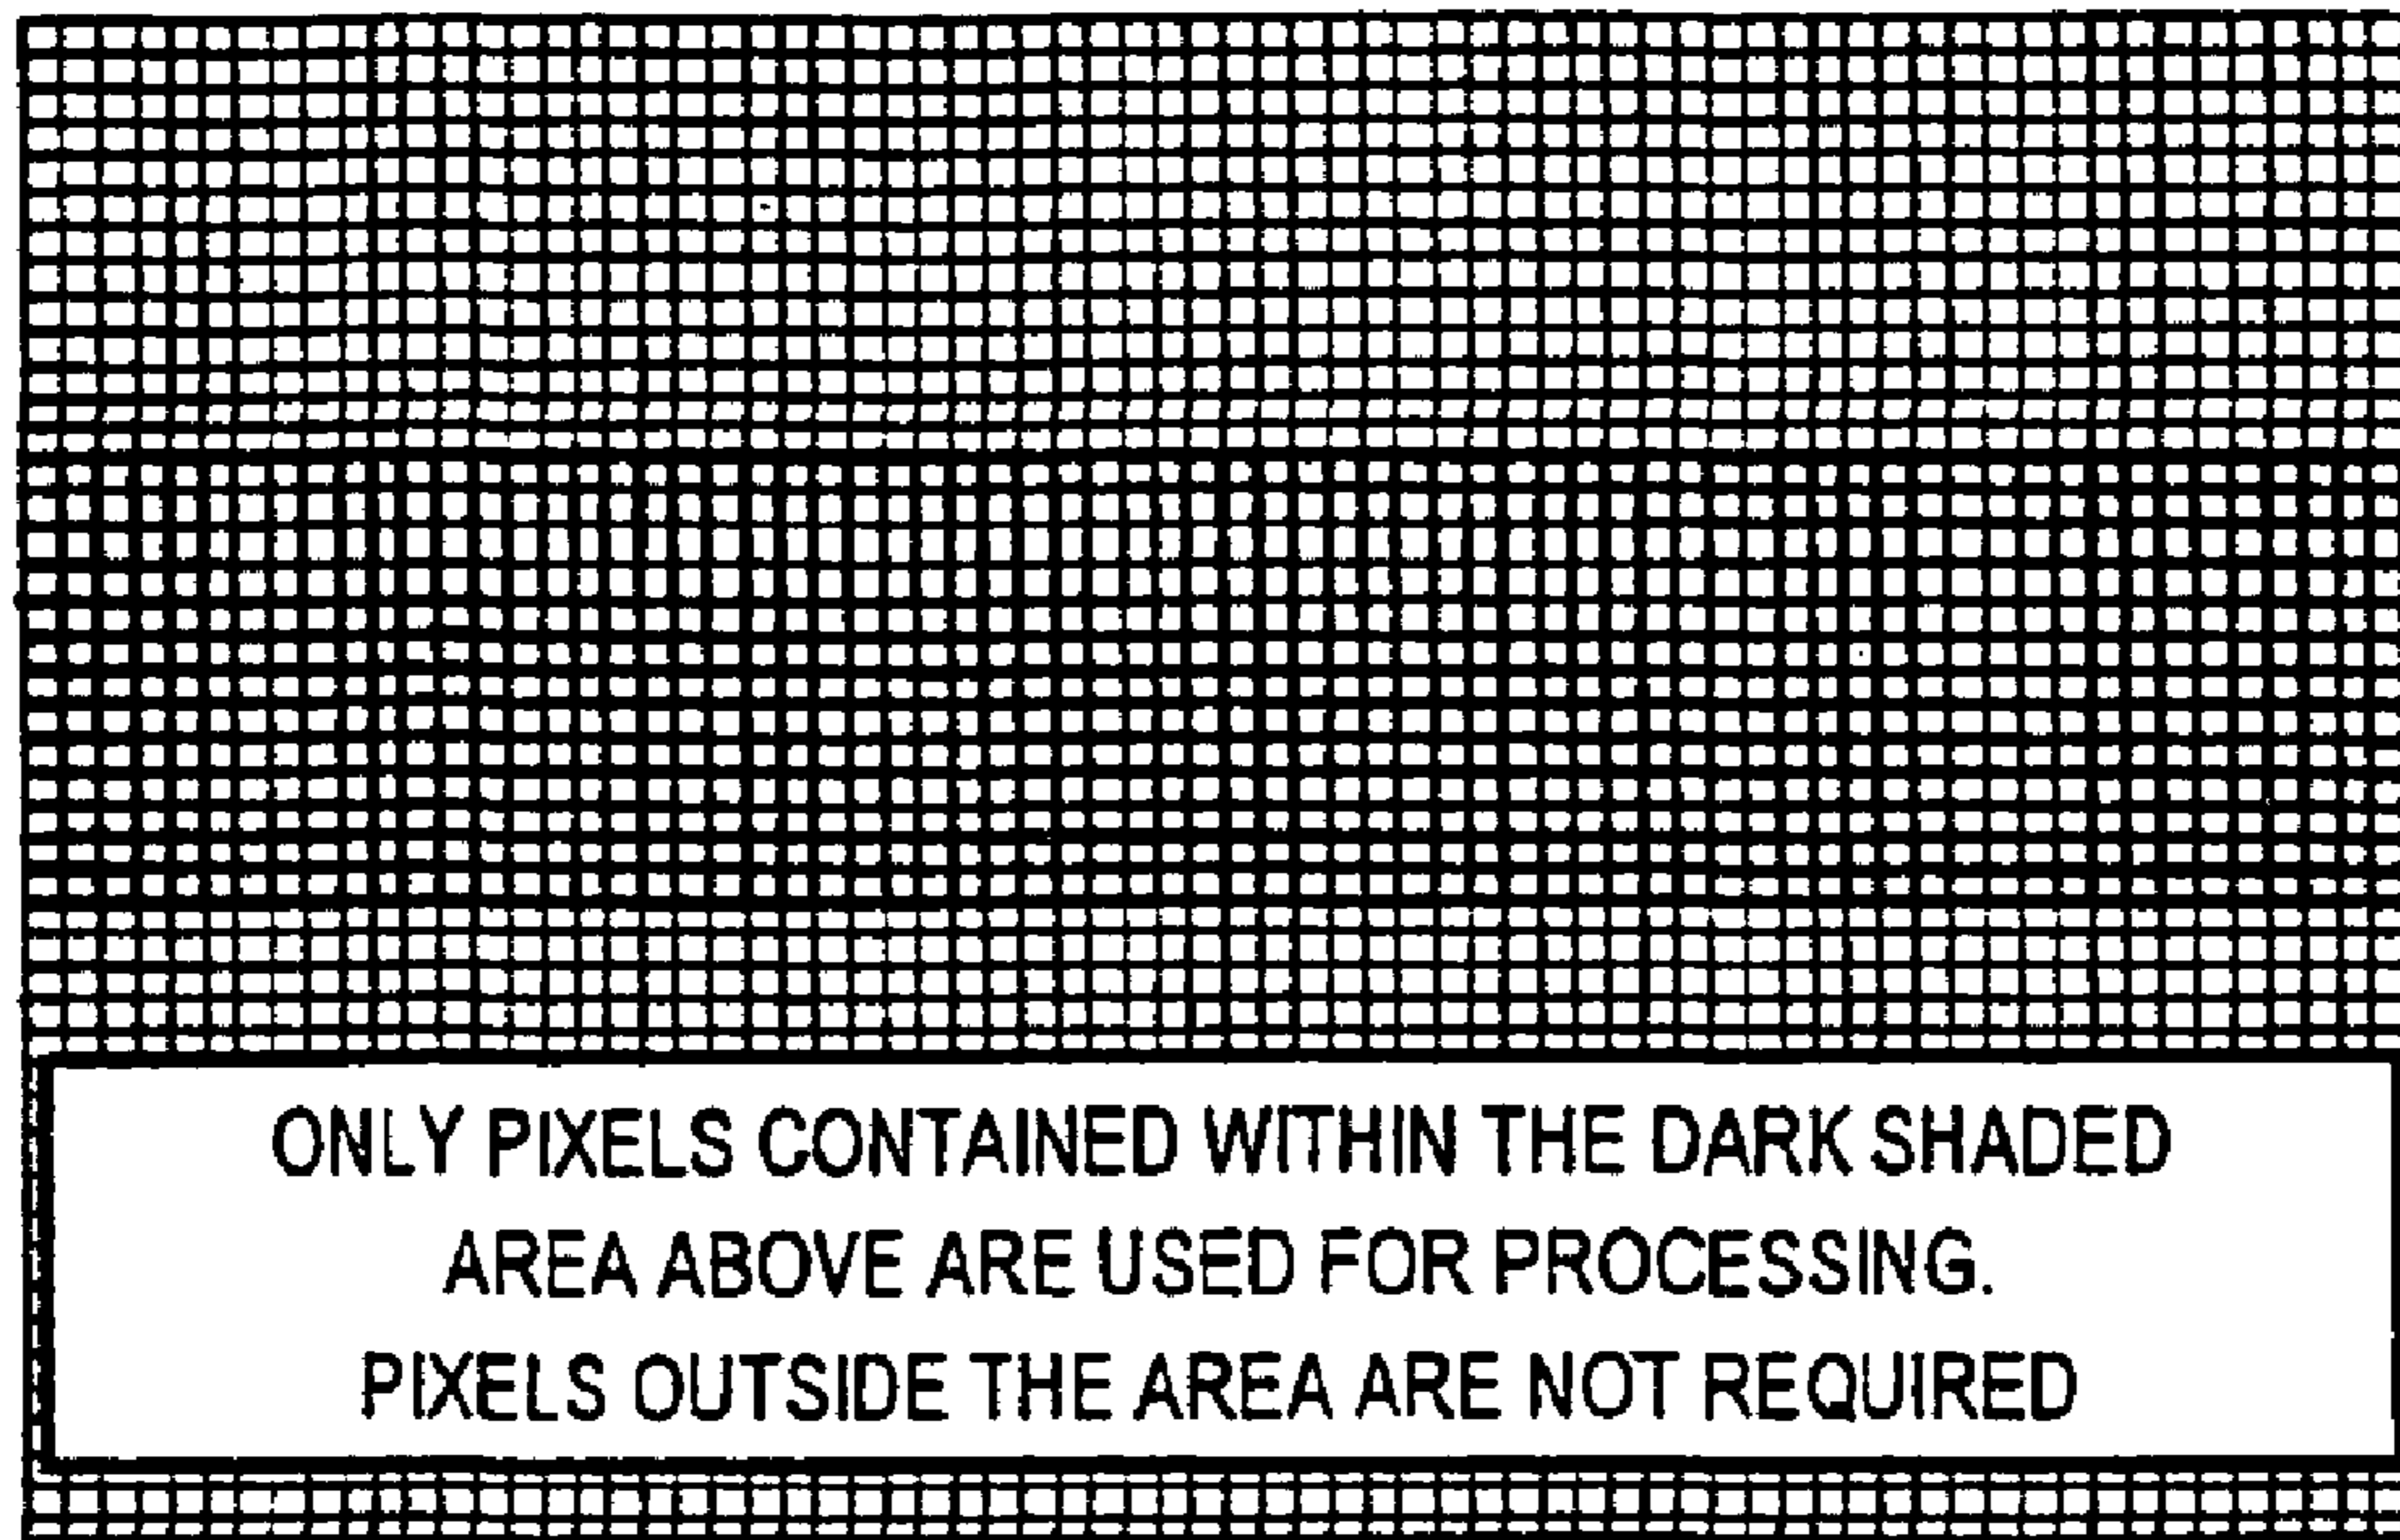 ONLY PIXELS CONTAINED WITHIN THE DARK SHADED
AREA ABOVE ARE USED FOR PROCESSING.
PIXELS OUTSIDE THE AREA ARE NOT REQUIRED